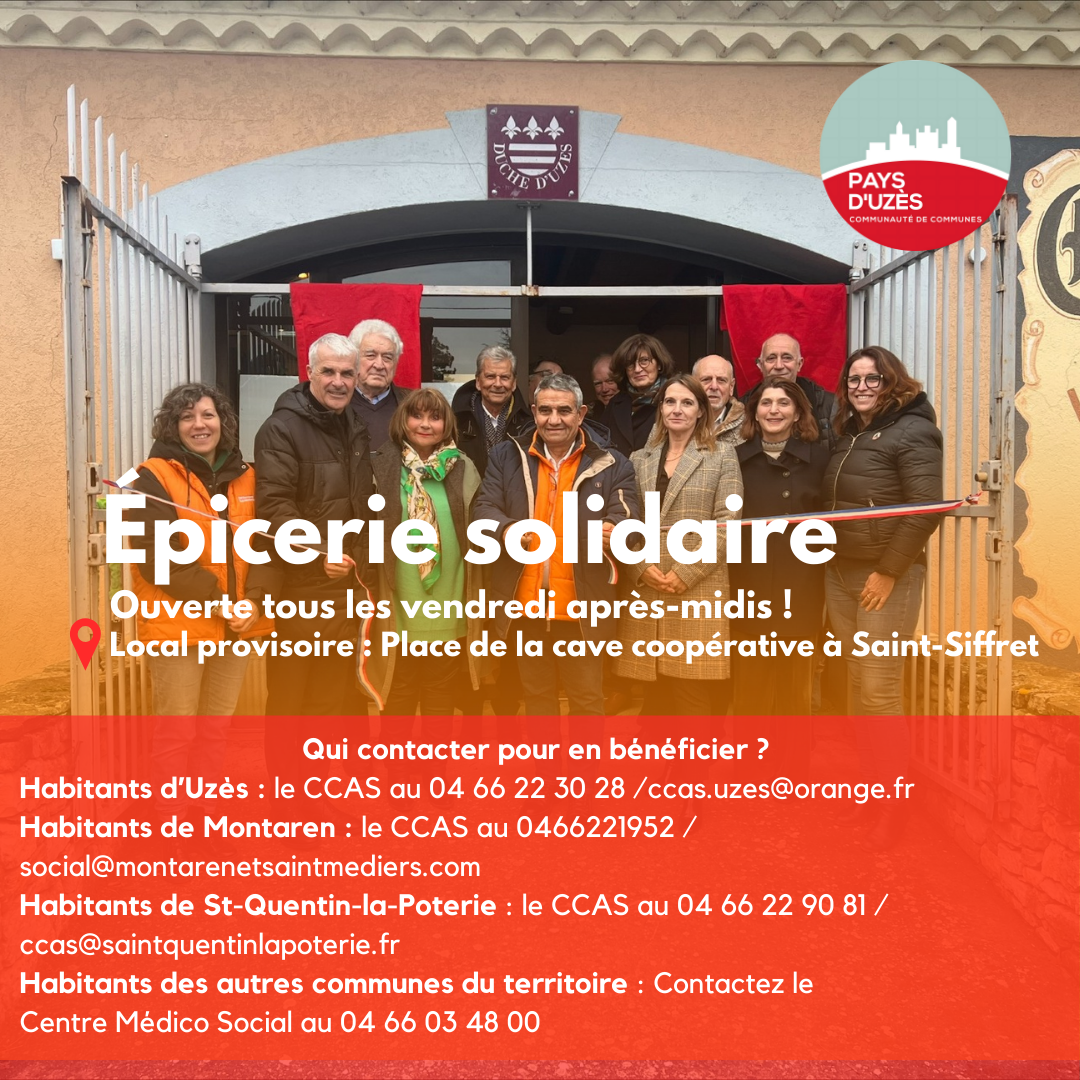 DUCHÉ D'UZÈS
PAYS
D'UZÈS
COMMUNAUTÉ DE COMMUNES
Épicerie solidaire
Ouverte tous les vendredi après-midis !
Local provisoire : Place de la cave coopérative à Saint-Siffret
Qui contacter pour en bénéficier ?
Habitants d'Uzès : le CCAS au 04 66 22 30 28 /ccas.uzes@orange.fr
Habitants de Montaren : le CCAS au 0466221952 /
social@montarenetsaintmediers.com
Habitants de St-Quentin-la-Poterie : le CCAS au 04 66 22 90 81 /
ccas@saintquentinlapoterie.fr
Habitants des autres communes du territoire : Contactez le
Centre Médico Social au 04 66 03 48 00